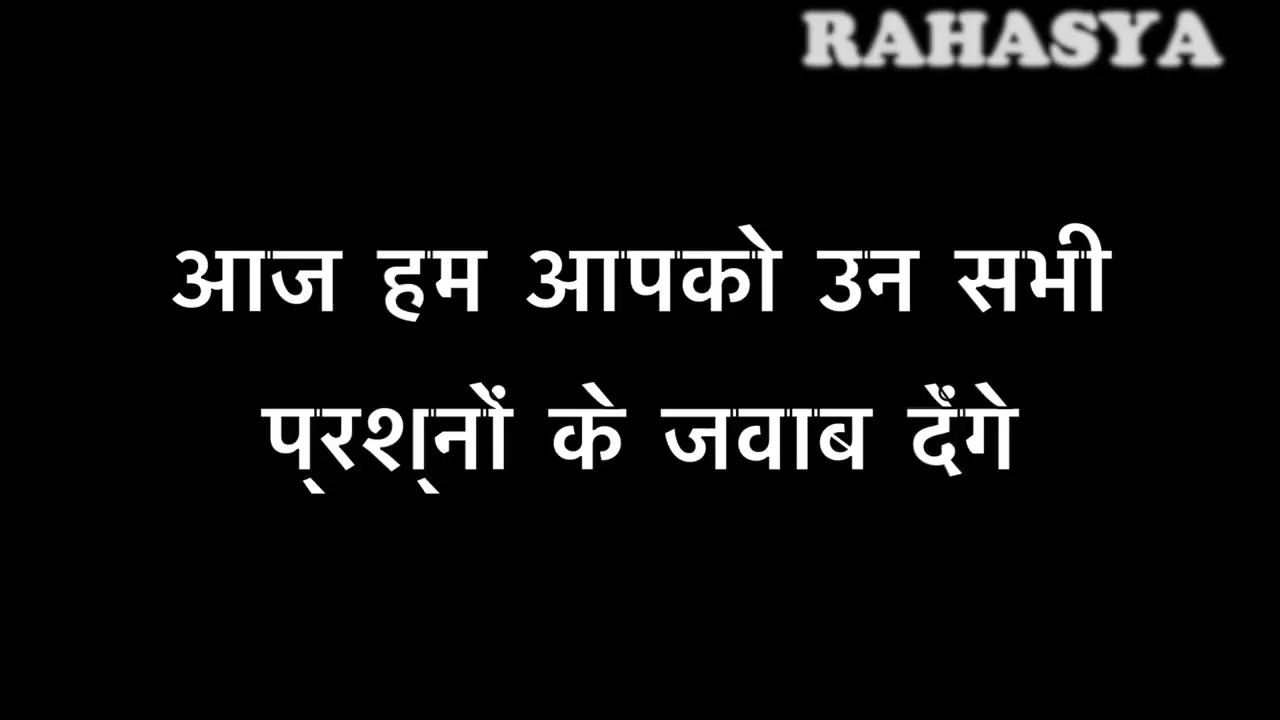 RAHASYA
आज हम आपको उन सभी
प्रश्नों के जवाब देंगे